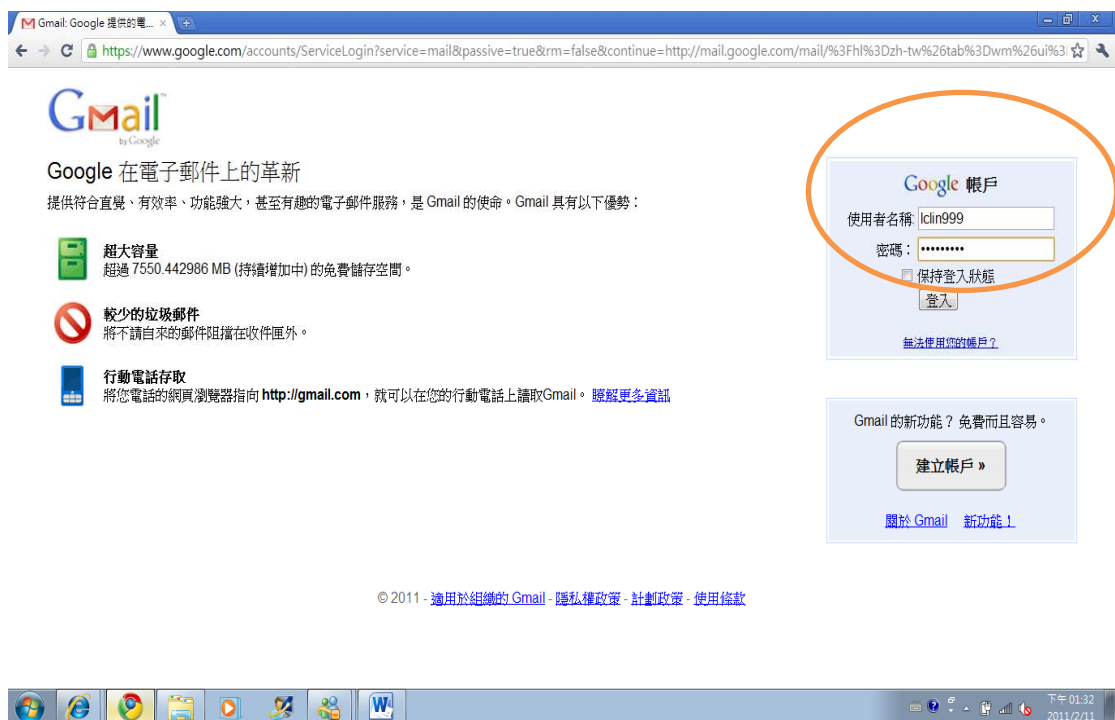 Gmail: Google 提供的電...
https://www.google.com/accounts/ServiceLogin?service=mail&passive=true&rm=false&continue=http://mail.google.com/mail/%3Fhl%3Dzh-tw%26tab%3Dwm%26ui%3
Gmail
by Google
Google 在電子郵件上的革新
提供符合直覺、有效率、功能強大，甚至有趣的電子郵件服務，是 Gmail 的使命。Gmail 具有以下優勢：
超大容量
超過 7550.442986 MB (持續增加中) 的免費儲存空間。
較少的垃圾郵件
將不請自來的郵件阻擋在收件匣外。
行動電話存取
將您電話的網頁瀏覽器指向 http://gmail.com，就可以在您的行動電話上讀取Gmail。 瞭解更多資訊
Google 帳戶
使用者名稱: lclin999
密碼： •••••••••
保持登入狀態
登入
無法使用您的帳戶？
Gmail 的新功能？ 免費而且容易。
建立帳戶 »
關於 Gmail 新功能！
© 2011 - 適用於組織的 Gmail - 隱私權政策 - 計劃政策 - 使用條款
下午 01:32
2011/2/11